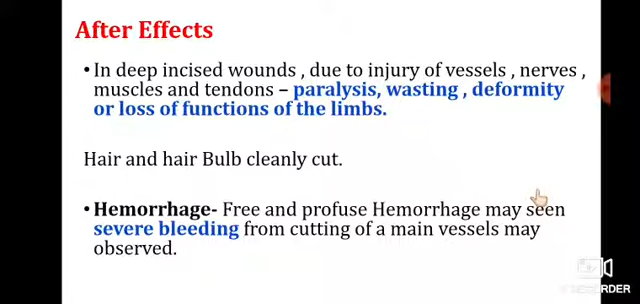 After Effects
• In deep incised wounds , due to injury of vessels , nerves ,
muscles and tendons – paralysis, wasting , deformity
or loss of functions of the limbs.
Hair and hair Bulb cleanly cut.
• Hemorrhage- Free and profuse Hemorrhage may seen
severe bleeding from cutting of a main vessels may
observed.